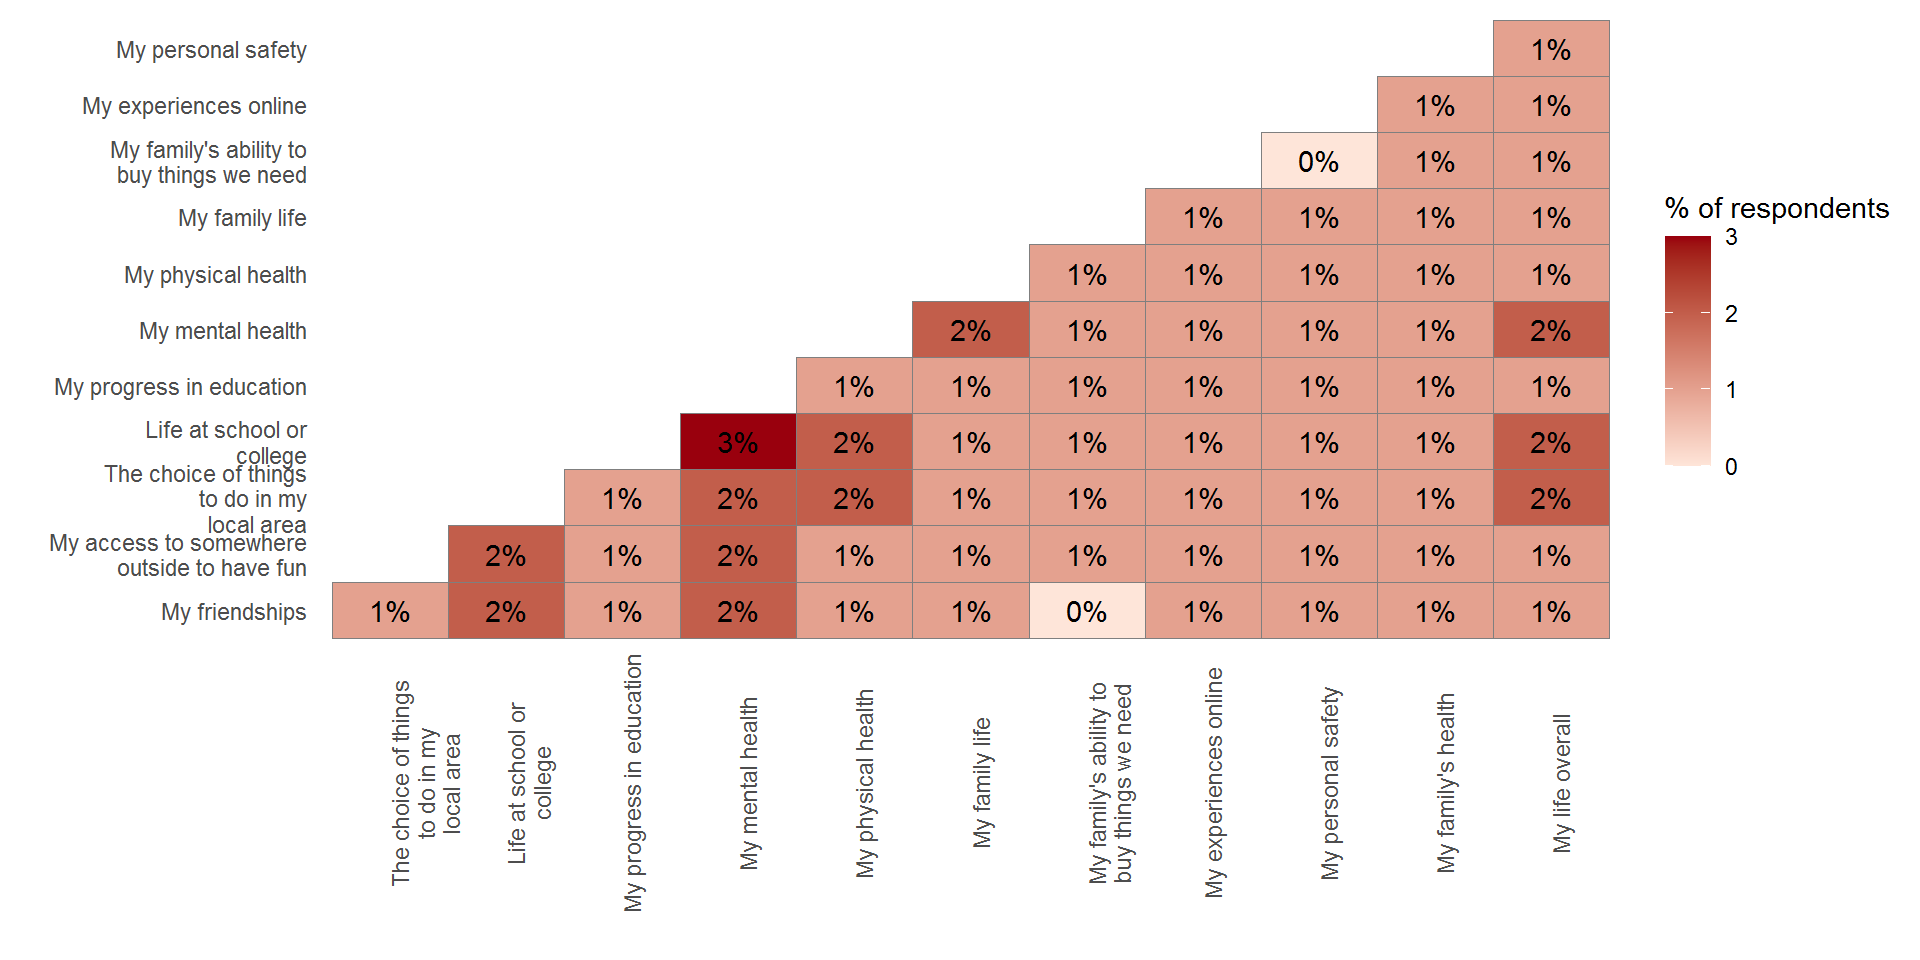 My personal safety
1%
My experiences online
1% 1%
My family's ability to
buy things we need
0% 1% 1%
My family life
1% 1% 1% 1%
My physical health
1% 1% 1% 1% 1%
My mental health
2% 1% 1% 1% 1% 2%
My progress in education
1% 1% 1% 1% 1% 1% 1%
Life at school or
college
3% 2% 1% 1% 1% 1% 1% 2%
The choice of things
to do in my
local area
1% 2% 2% 1% 1% 1% 1% 1% 2%
My access to somewhere
outside to have fun
2% 1% 2% 1% 1% 1% 1% 1% 1% 1%
My friendships
1% 2% 1% 2% 1% 1% 0% 1% 1% 1% 1%
The choice of things
to do in my
local area
Life at school or
college
My progress in education
My mental health
My physical health
My family life
My family's ability to
buy things we need
My experiences online
My personal safety
My family's health
My life overall
% of respondents
3
2
1
0